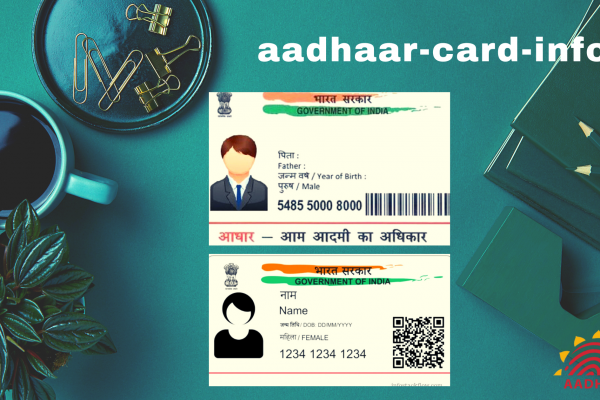 aadhaar-card-info
भारत सरकार
GOVERNMENT OF INDIA
पिता :
Father :
जन्म वर्ष / Year of Birth :
पुरुष / Male
5485 5000 8000
आधार – आम आदमी का अधिकार
भारत सरकार
GOVERNMENT OF INDIA
नाम
Name
जन्म तिथि / DOB DD/MM/YYYY
महिला / FEMALE
1234 1234 1234